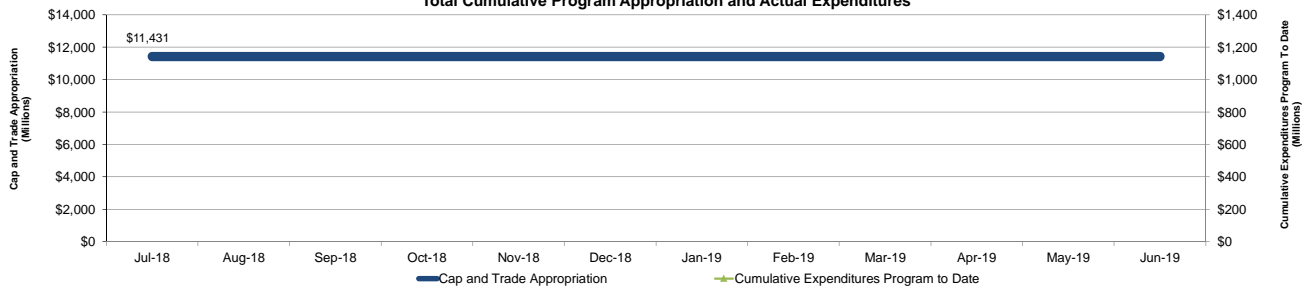 Total Cumulative Program Appropriation and Actual Expenditures
Cap and Trade Appropriation
(Millions)
$14,000
$12,000
$10,000
$8,000
$6,000
$4,000
$2,000
$0
$11,431
$1,400
$1,200
$1,000
$800
$600
$400
$200
$0
Cumulative Expenditures Program To Date
(Millions)
Jul-18 Aug-18 Sep-18 Oct-18 Nov-18 Dec-18 Jan-19 Feb-19 Mar-19 Apr-19 May-19 Jun-19
Cap and Trade Appropriation Cumulative Expenditures Program to Date